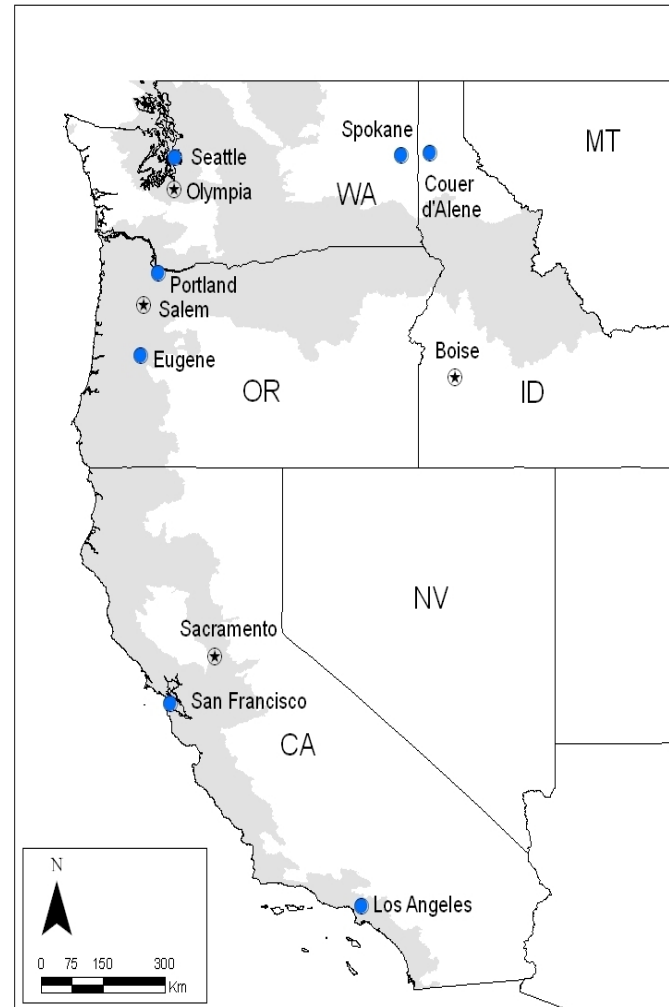 Seattle
Olympia
Spokane
WA
Couer
d'Alene
MT
Portland
Salem
Eugene
OR
Boise
ID
NV
Sacramento
San Francisco
CA
Los Angeles
N
0 75 150 300
Km